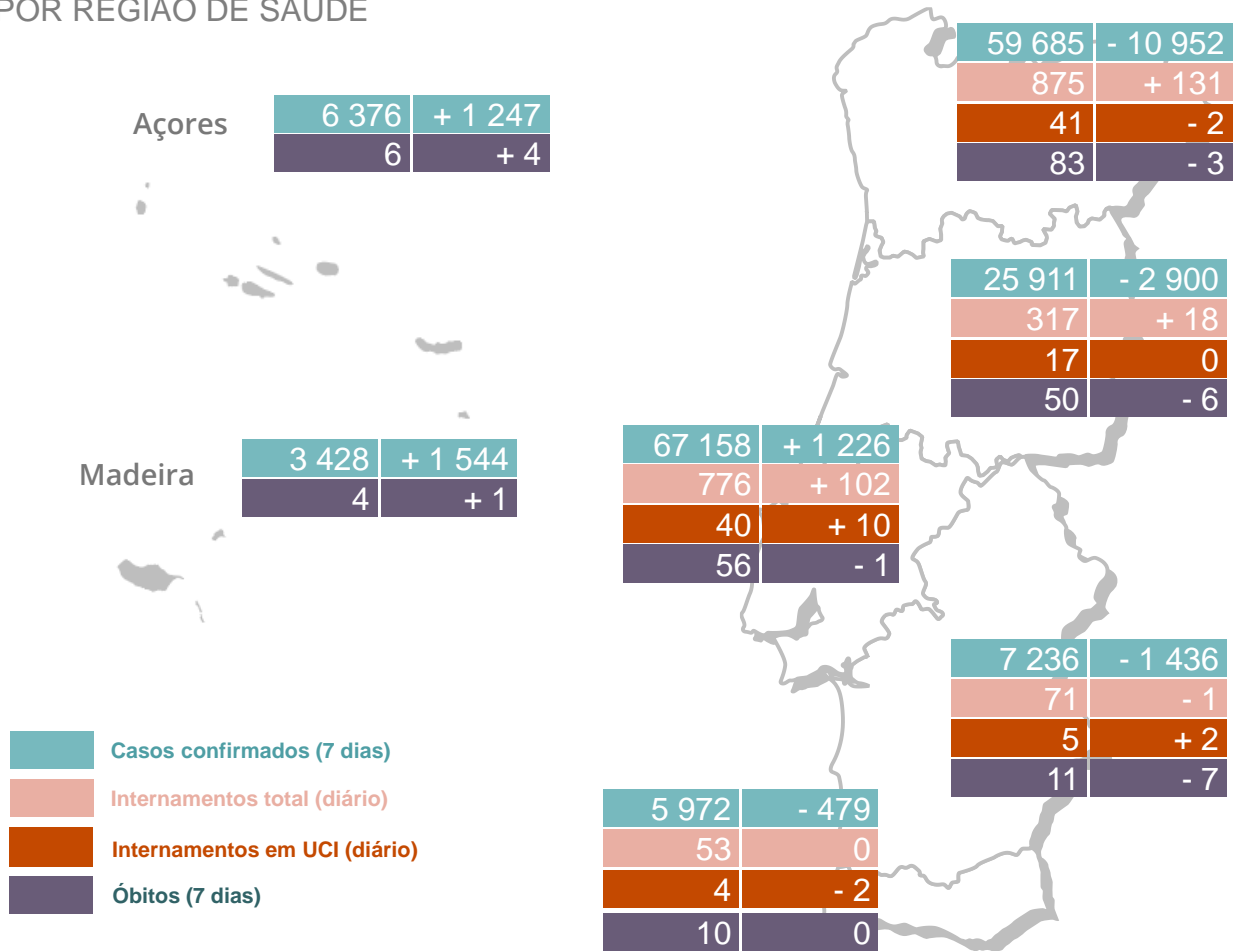 POR REGIÃO DE SAÚDE
59 685 - 10 952
875 + 131
41 - 2
83 - 3
Açores
6 376 + 1 247
6 + 4
25 911 - 2 900
317 + 18
17 0
50 - 6
Madeira
3 428 + 1 544
4 + 1
67 158 + 1 226
776 + 102
40 + 10
56 - 1
7 236 - 1 436
71 - 1
5 + 2
11 - 7
Casos confirmados (7 dias)
Internamentos total (diário)
Internamentos em UCI (diário)
Óbitos (7 dias)
5 972 - 479
53 0
4 - 2
10 0